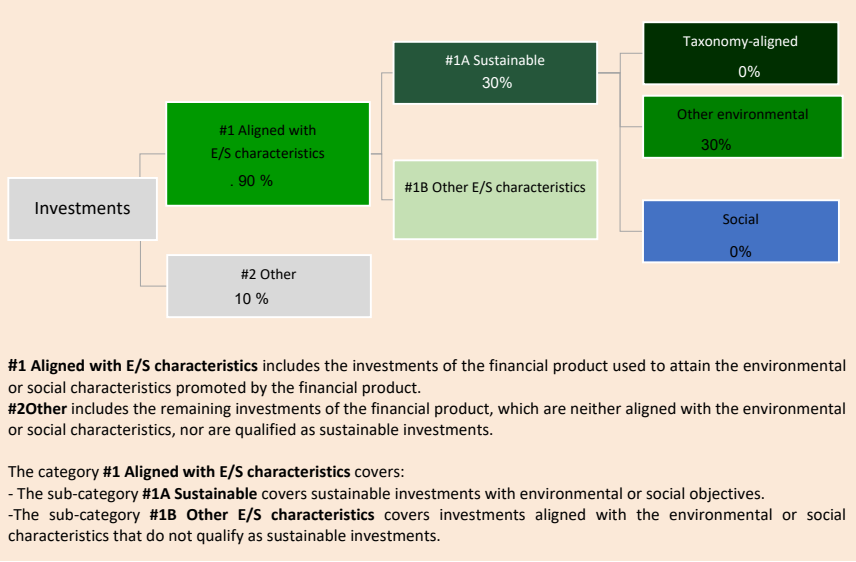 Taxonomy-aligned
0%
#1A Sustainable
30%
Other environmental
30%
#1 Aligned with
E/S characteristics
. 90 %
#1B Other E/S characteristics
Investments
Social
0%
#2 Other
10 %
#1 Aligned with E/S characteristics includes the investments of the financial product used to attain the environmental
or social characteristics promoted by the financial product.
#2Other includes the remaining investments of the financial product, which are neither aligned with the environmental
or social characteristics, nor are qualified as sustainable investments.
The category #1 Aligned with E/S characteristics covers:
- The sub-category #1A Sustainable covers sustainable investments with environmental or social objectives.
-The sub-category #1B Other E/S characteristics covers investments aligned with the environmental or social
characteristics that do not qualify as sustainable investments.